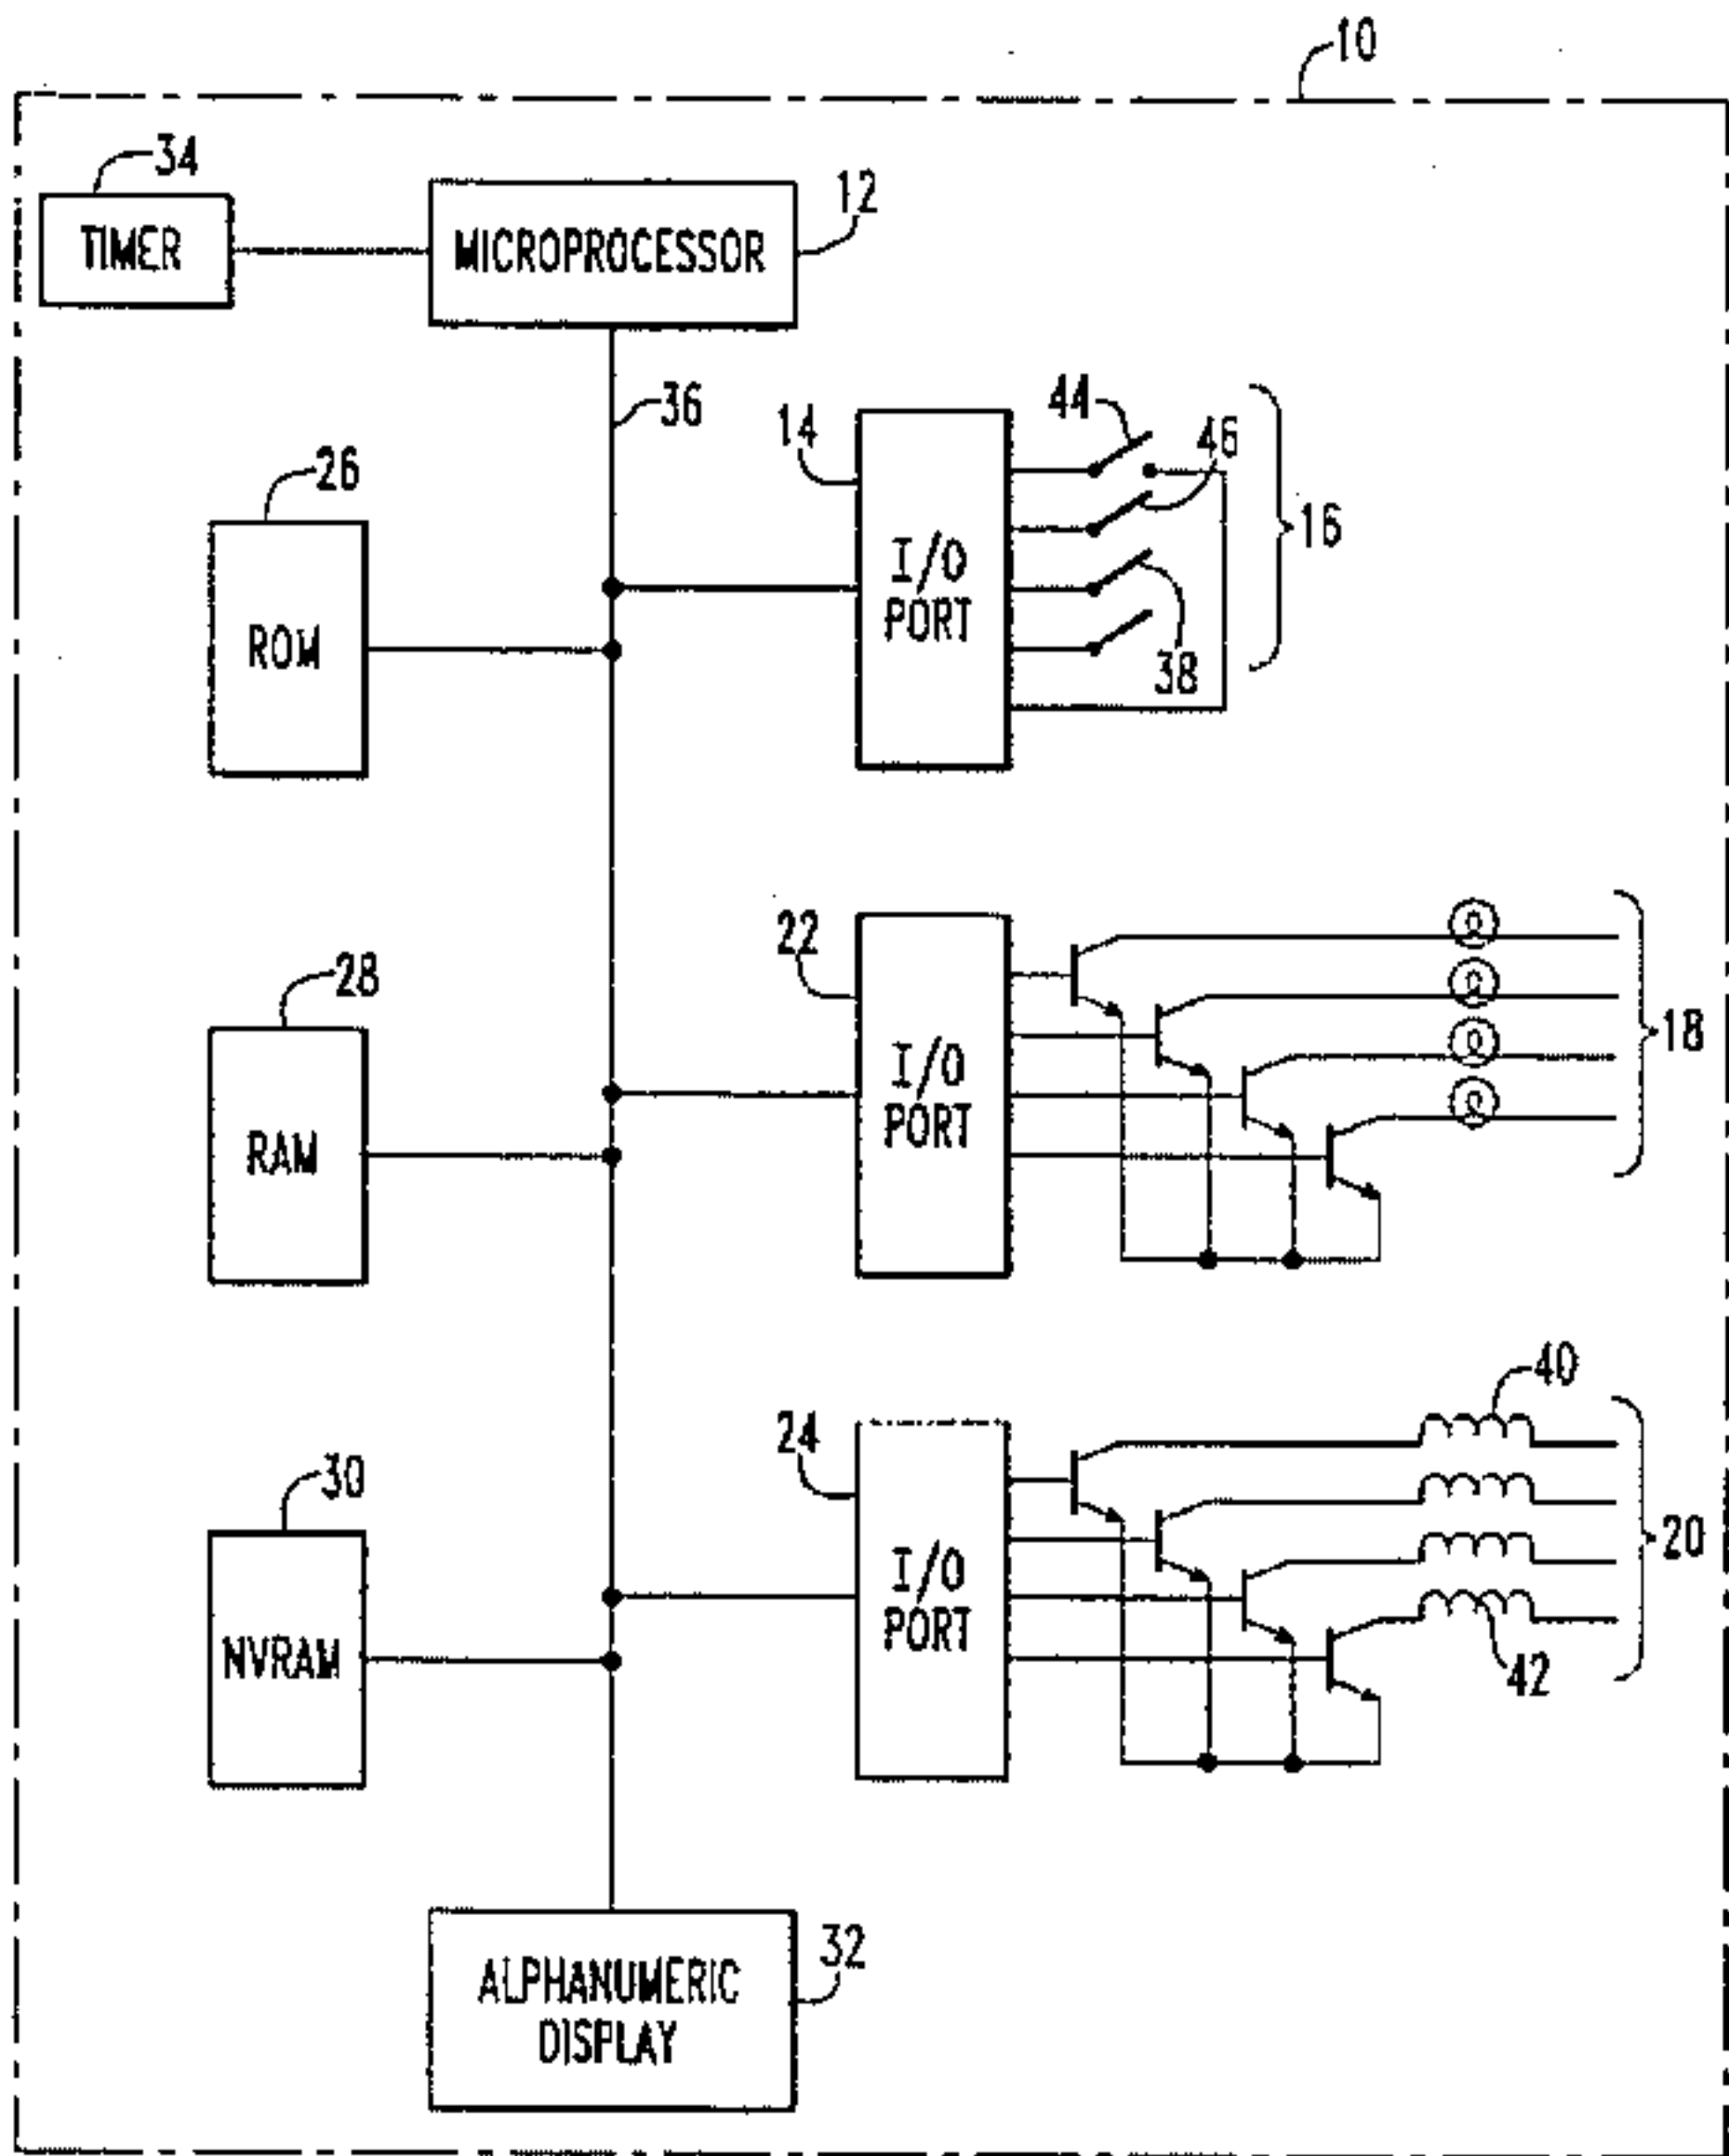 10
34
TIMER
MICROPROCESSOR
12
36
44
46
14
16
26
I/O
PORT
ROM
38
22
18
28
I/O
PORT
RAM
40
24
20
30
I/O
PORT
NVRAM
42
32
ALPHANUMERIC
DISPLAY